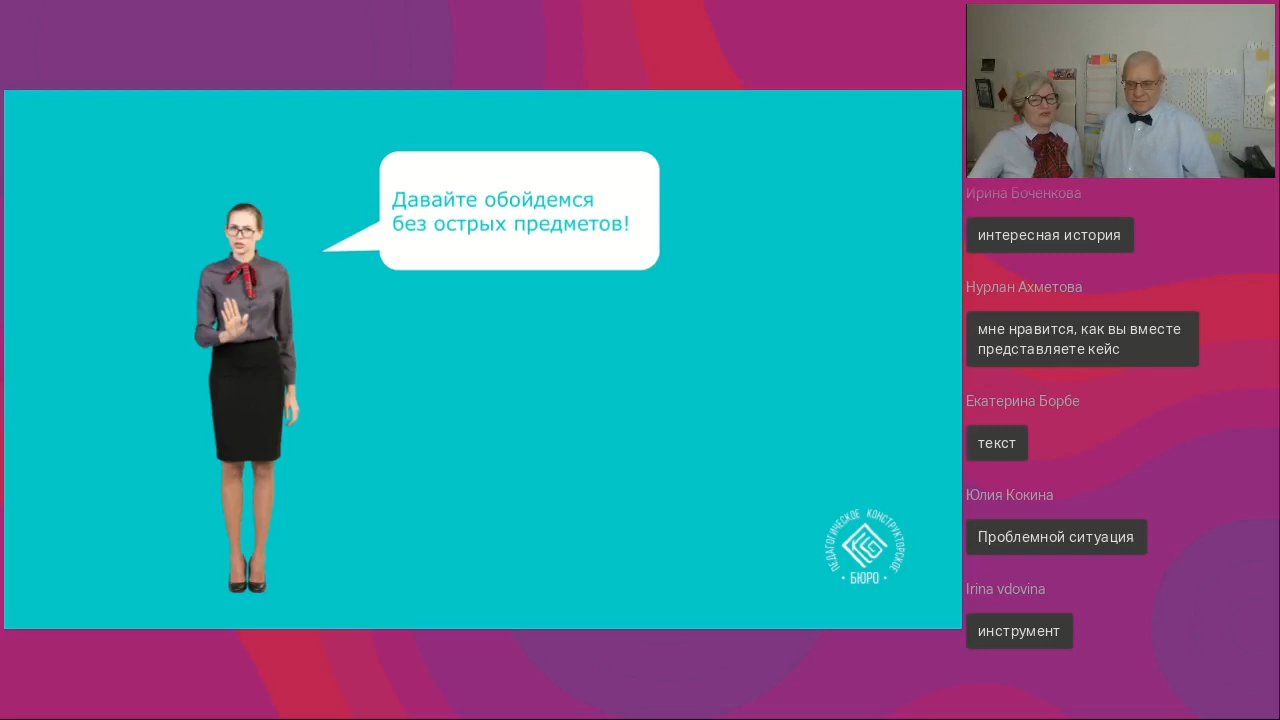 Давайте обойдемся
без острых предметов!
ПЕДАГОГИЧЕСКОЕ КОНСТРУКТОРСКОЕ
• БЮРО •
Ирина Боченкова
интересная история
Нурлан Ахметова
мне нравится, как вы вместе
представляете кейс
Екатерина Борбе
текст
Юлия Кокина
Проблемной ситуация
Irina vdovina
инструмент